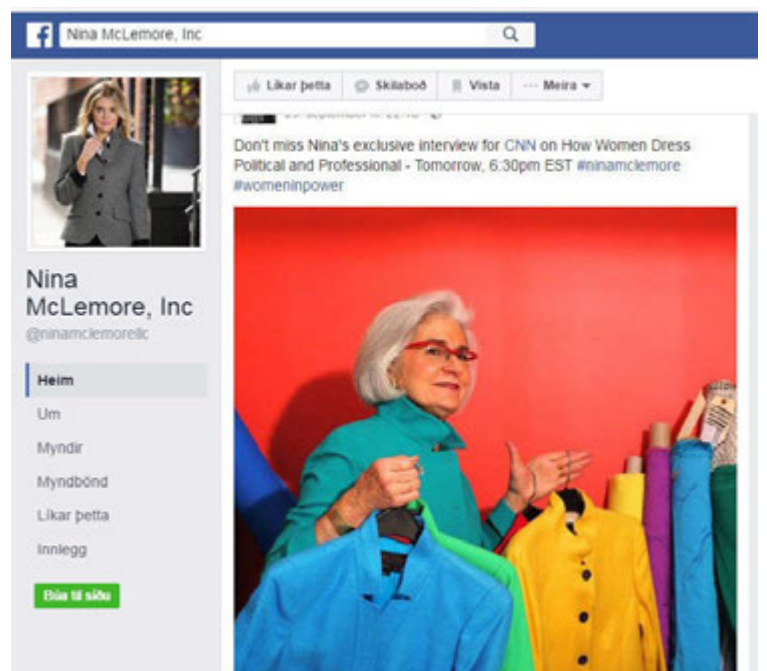 Nina McLemore, Inc
Líkar þetta
Skilaboð
Vista
Meira
Don't miss Nina's exclusive interview for CNN on How Women Dress
Political and Professional - Tomorrow, 6:30pm EST #ninamclemore
#womeninpower
Nina
McLemore, Inc
@ninamclemorellc
Heim
Um
Myndir
Myndbönd
Líkar þetta
Innlegg
Búa til síðu